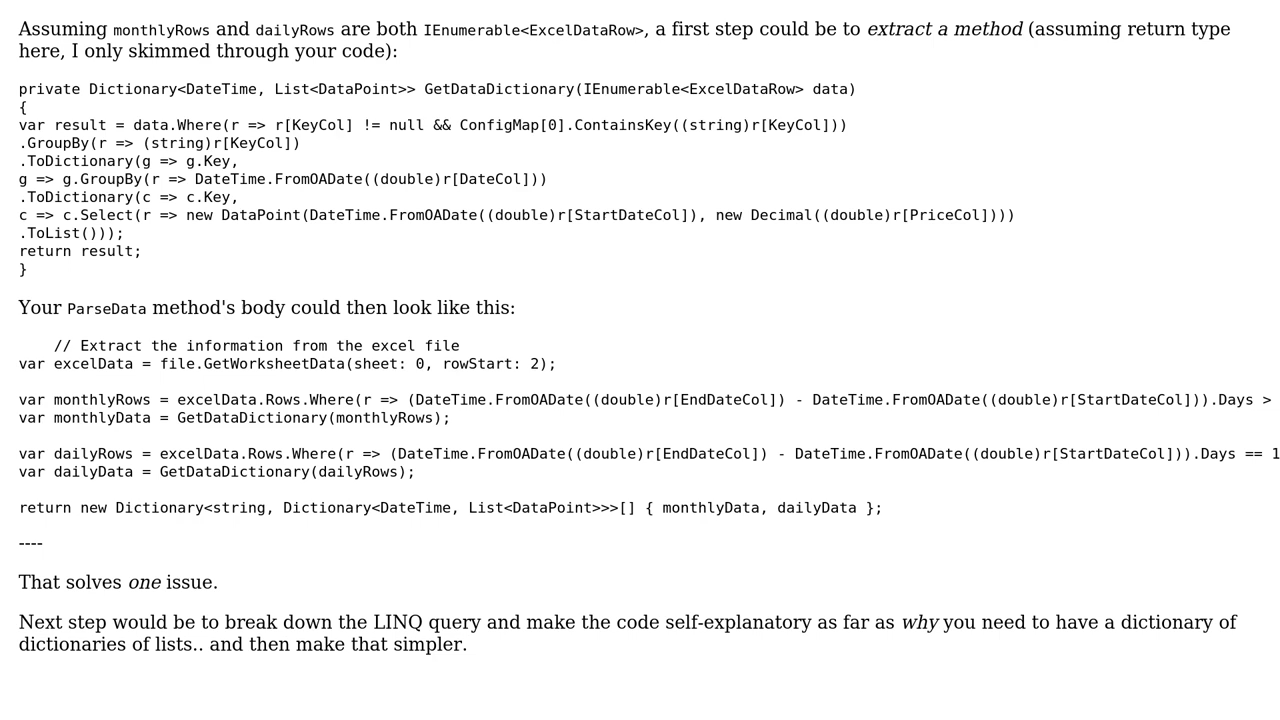 Assuming monthlyRows and dailyRows are both IEnumerable<ExcelDataRow>, a first step could be to extract a method (assuming return type
here, I only skimmed through your code):
private Dictionary<DateTime, List<DataPoint>> GetDataDictionary(IEnumerable<ExcelDataRow> data)
{
var result = data.Where(r => r[KeyCol] != null && ConfigMap[0].ContainsKey((string)r[KeyCol]))
.GroupBy(r => (string)r[KeyCol])
.ToDictionary(g => g.Key,
g => g.GroupBy(r => DateTime.FromOADate((double)r[DateCol]))
.ToDictionary(c => c.Key,
c => c.Select(r => new DataPoint(DateTime.FromOADate((double)r[StartDateCol]), new Decimal((double)r[PriceCol])))
.ToList()));
return result;
}
Your ParseData method's body could then look like this:
// Extract the information from the excel file
var excelData = file.GetWorksheetData(sheet: 0, rowStart: 2);
var monthlyRows = excelData.Rows.Where(r => (DateTime.FromOADate((double)r[EndDateCol]) - DateTime.FromOADate((double)r[StartDateCol])).Days >
var monthlyData = GetDataDictionary(monthlyRows);
var dailyRows = excelData.Rows.Where(r => (DateTime.FromOADate((double)r[EndDateCol]) - DateTime.FromOADate((double)r[StartDateCol])).Days == 1
var dailyData = GetDataDictionary(dailyRows);
return new Dictionary<string, Dictionary<DateTime, List<DataPoint>>>[] { monthlyData, dailyData };
----
That solves one issue.
Next step would be to break down the LINQ query and make the code self-explanatory as far as why you need to have a dictionary of
dictionaries of lists.. and then make that simpler.